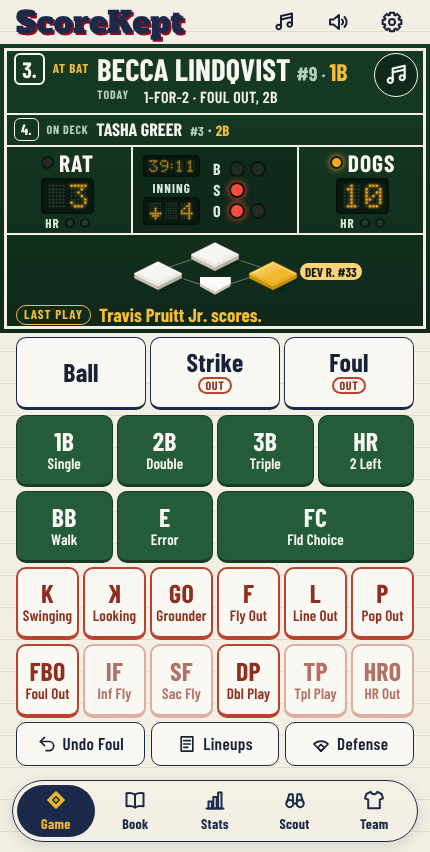 ScoreKept
3. AT BAT BECCA LINDQVIST #9 · 1B
TODAY 1-FOR-2 · FOUL OUT, 2B
4. ON DECK TASHA GREER #3 · 2B
RAT
3
HR
39:11
INNING
4
B
S
O
DOGS
10
HR
DEV R. #33
LAST PLAY Travis Pruitt Jr. scores.
Ball
Strike
OUT
Foul
OUT
1B
Single
2B
Double
3B
Triple
HR
2 Left
BB
Walk
E
Error
FC
Fld Choice
K
Swinging
ꓘ
Looking
GO
Grounder
F
Fly Out
L
Line Out
P
Pop Out
FBO
Foul Out
IF
Inf Fly
SF
Sac Fly
DP
Dbl Play
TP
Tpl Play
HRO
HR Out
Undo Foul
Lineups
Defense
Game
Book
Stats
Scout
Team